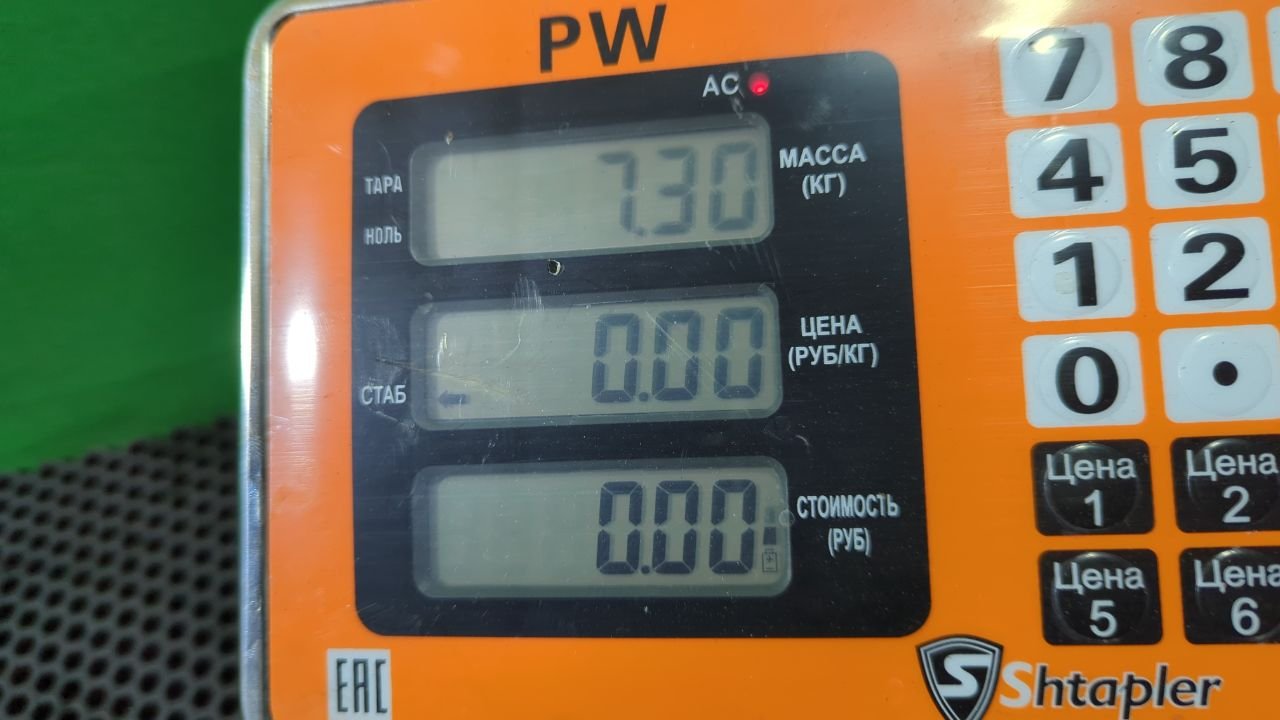 PW
AC
ТАРА
НОЛЬ
7.30
МАССА
(КГ)
СТАБ
0.00
ЦЕНА
(РУБ/КГ)
0.00
СТОИМОСТЬ
(РУБ)
7 8
4 5
1 2
0 .
Цена
1
Цена
2
Цена
5
Цена
6
EAC
S Shtapler